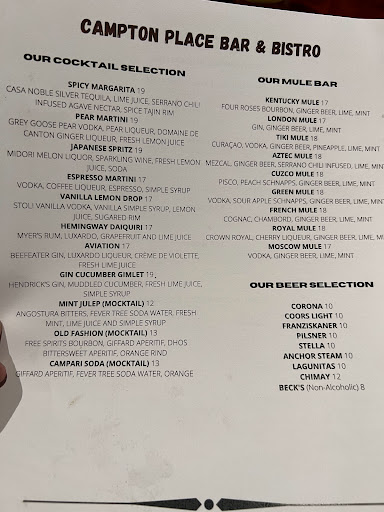 CAMPTON PLACE BAR & BISTRO
OUR COCKTAIL SELECTION
SPICY MARGARITA 19
CASA NOBLE SILVER TEQUILA, LIME JUICE, SERRANO CHILI
INFUSED AGAVE NECTAR, SPICE TAJIN RIM
PEAR MARTINI 19
GREY GOOSE PEAR VODKA, PEAR LIQUEUR, DOMAINE DE
CANTON GINGER LIQUEUR, FRESH LEMON JUICE
JAPANESE SPRITZ 19
MIDORI MELON LIQUOR, SPARKLING WINE, FRESH LEMON
JUICE, SODA
ESPRESSO MARTINI 17
VODKA, COFFEE LIQUEUR, ESPRESSO, SIMPLE SYRUP
VANILLA LEMON DROP 17
STOLI VANILLA VODKA, VANILLA SIMPLE SYRUP, LEMON
JUICE, SUGARED RIM
HEMINGWAY DAIQUIRI 17
MYER'S RUM, LUXARDO, GRAPEFRUIT AND LIME JUICE
AVIATION 17
BEEFEATER GIN, LUXARDO LIQUEUR, CRÈME DE VIOLETTE,
FRESH LIME JUICE
GIN CUCUMBER GIMLET 19
HENDRICK'S GIN, MUDDLED CUCUMBER, FRESH LIME JUICE,
SIMPLE SYRUP
MINT JULEP (MOCKTAIL) 12
ANGOSTURA BITTERS, FEVER TREE SODA WATER, FRESH
MINT, LIME JUICE AND SIMPLE SYRUP
OLD FASHION (MOCKTAIL) 13
FREE SPIRITS BOURBON, GIFFARD APERITIF, DHOS
BITTERSWEET APERITIF, ORANGE RIND
CAMPARI SODA (MOCKTAIL) 13
GIFFARD APERITIF, FEVER TREE SODA WATER, ORANGE
OUR MULE BAR
KENTUCKY MULE 17
FOUR ROSES BOURBON, GINGER BEER, LIME, MINT
LONDON MULE 17
GIN, GINGER BEER, LIME, MINT
TIKI MULE 18
CURAÇAO, VODKA, GINGER BEER, PINEAPPLE, LIME, MINT
AZTEC MULE 18
MEZCAL, GINGER BEER, SERRANO CHILI INFUSED, LIME, MINT
CUZCO MULE 17
PISCO, PEACH SCHNAPPS, GINGER BEER, LIME, MINT
GREEN MULE 18
VODKA, SOUR APPLE SCHNAPPS, GINGER BEER, LIME, MINT
FRENCH MULE 18
COGNAC, CHAMBORD, GINGER BEER, LIME, MINT
ROYAL MULE 18
CROWN ROYAL, CHERRY LIQUEUR, GINGER BEER, LIME,
MOSCOW MULE 17
VODKA, GINGER BEER, LIME, MINT
OUR BEER SELECTION
CORONA 10
COORS LIGHT 10
FRANZISKANER 10
PILSNER 10
STELLA 10
ANCHOR STEAM 10
LAGUNITAS 10
CHIMAY 12
BECK'S (Non-Alcoholic) 8